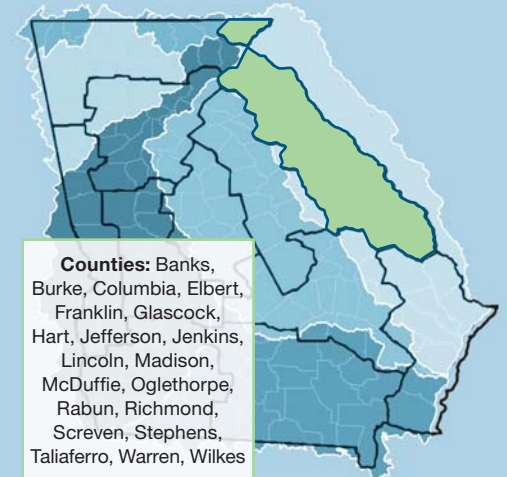 Counties: Banks,
Burke, Columbia, Elbert,
Franklin, Glascock,
Hart, Jefferson, Jenkins,
Lincoln, Madison,
McDuffie, Oglethorpe,
Rabun, Richmond,
Screven, Stephens,
Taliaferro, Warren, Wilkes